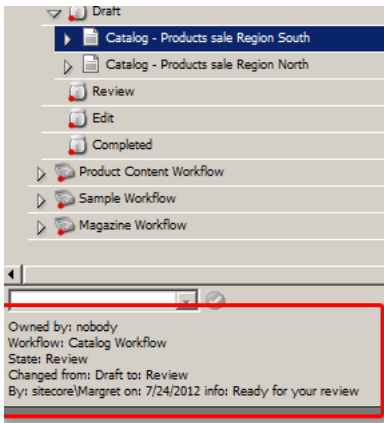 Draft
Catalog - Products sale Region South
Catalog - Products sale Region North
Review
Edit
Completed
Product Content Workflow
Sample Workflow
Magazine Workflow
Owned by: nobody
Workflow: Catalog Workflow
State: Review
Changed from: Draft to: Review
By: sitecore\Margret on: 7/24/2012 info: Ready for your review